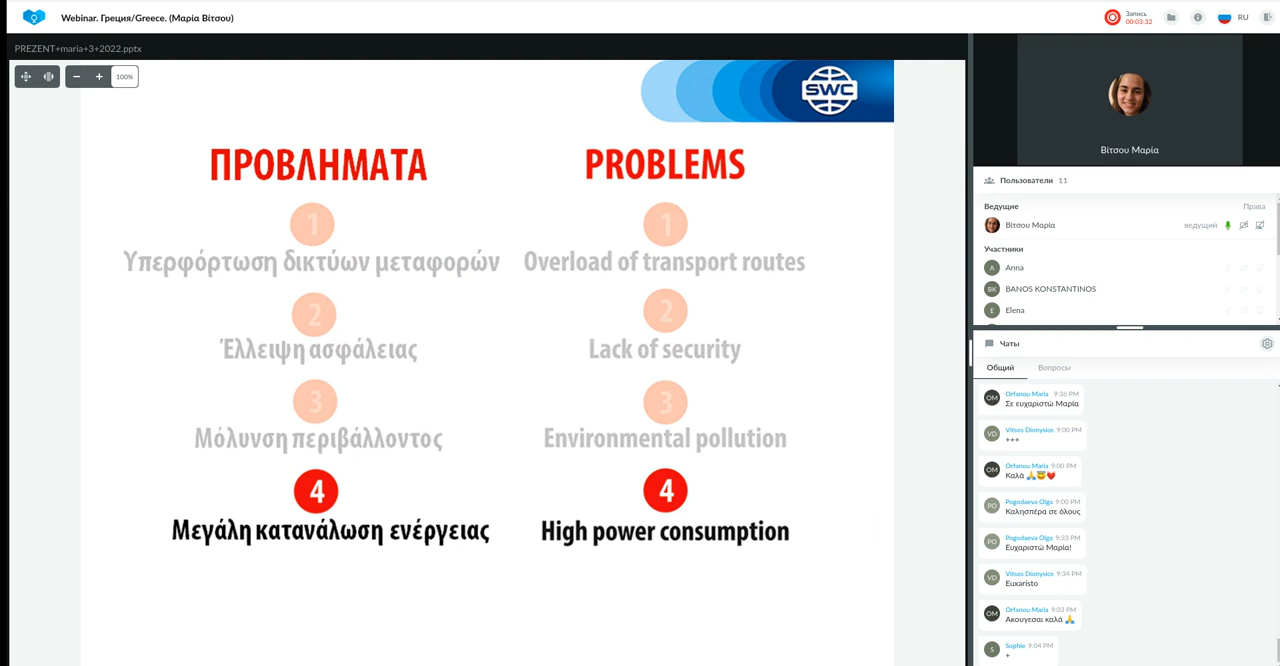 Webinar. Греция/Greece. (Μαρία Βίτσου)
Запись
00:03:32
RU
PREZENT+maria+3+2022.pptx
100%
SWC
ΠΡΟΒΛΗΜΑΤΑ
1
Υπερφόρτωση δικτύων μεταφορών
2
Έλλειψη ασφάλειας
3
Μόλυνση περιβάλλοντος
4
Μεγάλη κατανάλωση ενέργειας
PROBLEMS
1
Overload of transport routes
2
Lack of security
3
Environmental pollution
4
High power consumption
Βίτσου Μαρία
Пользователи 11
Ведущие Права
Βίτσου Μαρία ведущий
Участники
A Anna
BK BANOS KONSTANTINOS
E Elena
Чаты
Общий Вопросы
OM Orfanou Maria 9:36 PM
Σε ευχαριστώ Μαρία
VD Vitsos Dionysios 9:00 PM
+++
OM Orfanou Maria 9:00 PM
Καλά 🙏😇❤️
PO Pogodaeva Olga 9:00 PM
Καλησπέρα σε όλους
PO Pogodaeva Olga 9:33 PM
Ευχαριστώ Μαρία!
VD Vitsos Dionysios 9:34 PM
Euxaristo
OM Orfanou Maria 9:03 PM
Ακουγεσαι καλά 🙏
S Sophie 9:04 PM
+